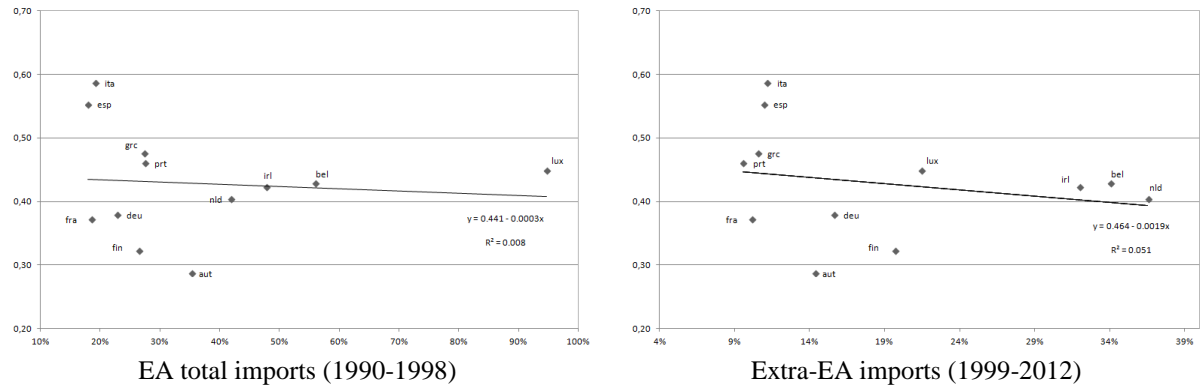 0,70
0,60
ita
esp
0,50
grc
prt
lux
irl
bel
0,40
nld
fra
deu
y = 0.441 - 0.0003x
fin
R² = 0.008
0,30
aut
0,20
10% 20% 30% 40% 50% 60% 70% 80% 90% 100%
EA total imports (1990-1998)
0,70
0,60
ita
esp
0,50
grc
prt
lux
irl
bel
nld
0,40
fra
deu
y = 0.464 - 0.0019x
fin
R² = 0.051
0,30
aut
0,20
4% 9% 14% 19% 24% 29% 34% 39%
Extra-EA imports (1999-2012)